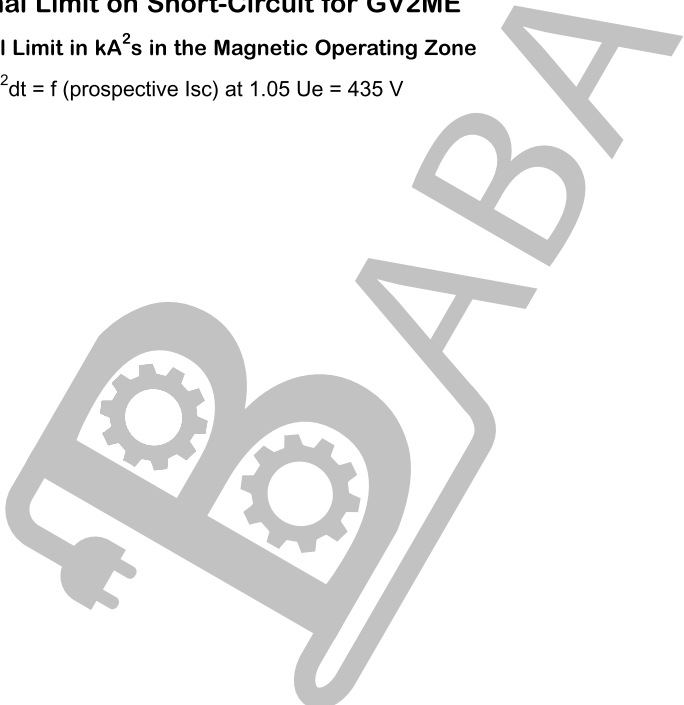 nal Limit on Short-Circuit for GV2ME
l Limit in kA²s in the Magnetic Operating Zone
²dt = f (prospective Isc) at 1.05 Ue = 435 V
BABA